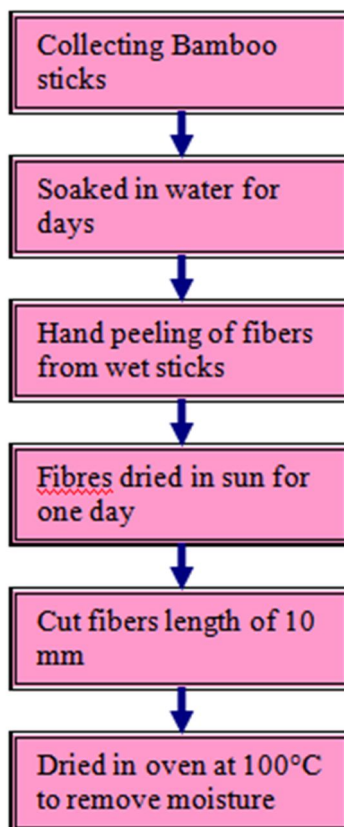 Collecting Bamboo
sticks
Soaked in water for
days
Hand peeling of fibers
from wet sticks
Fibres dried in sun for
one day
Cut fibers length of 10
mm
Dried in oven at 100°C
to remove moisture